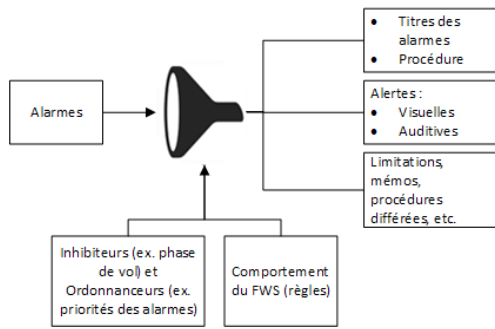 Alarmes
• Titres des
alarmes
• Procédure
Alertes :
• Visuelles
• Auditives
Limitations,
mémos,
procédures
différées, etc.
Inhibiteurs (ex. phase
de vol) et
Ordonnanceurs (ex.
priorités des alarmes)
Comportement
du FWS (règles)